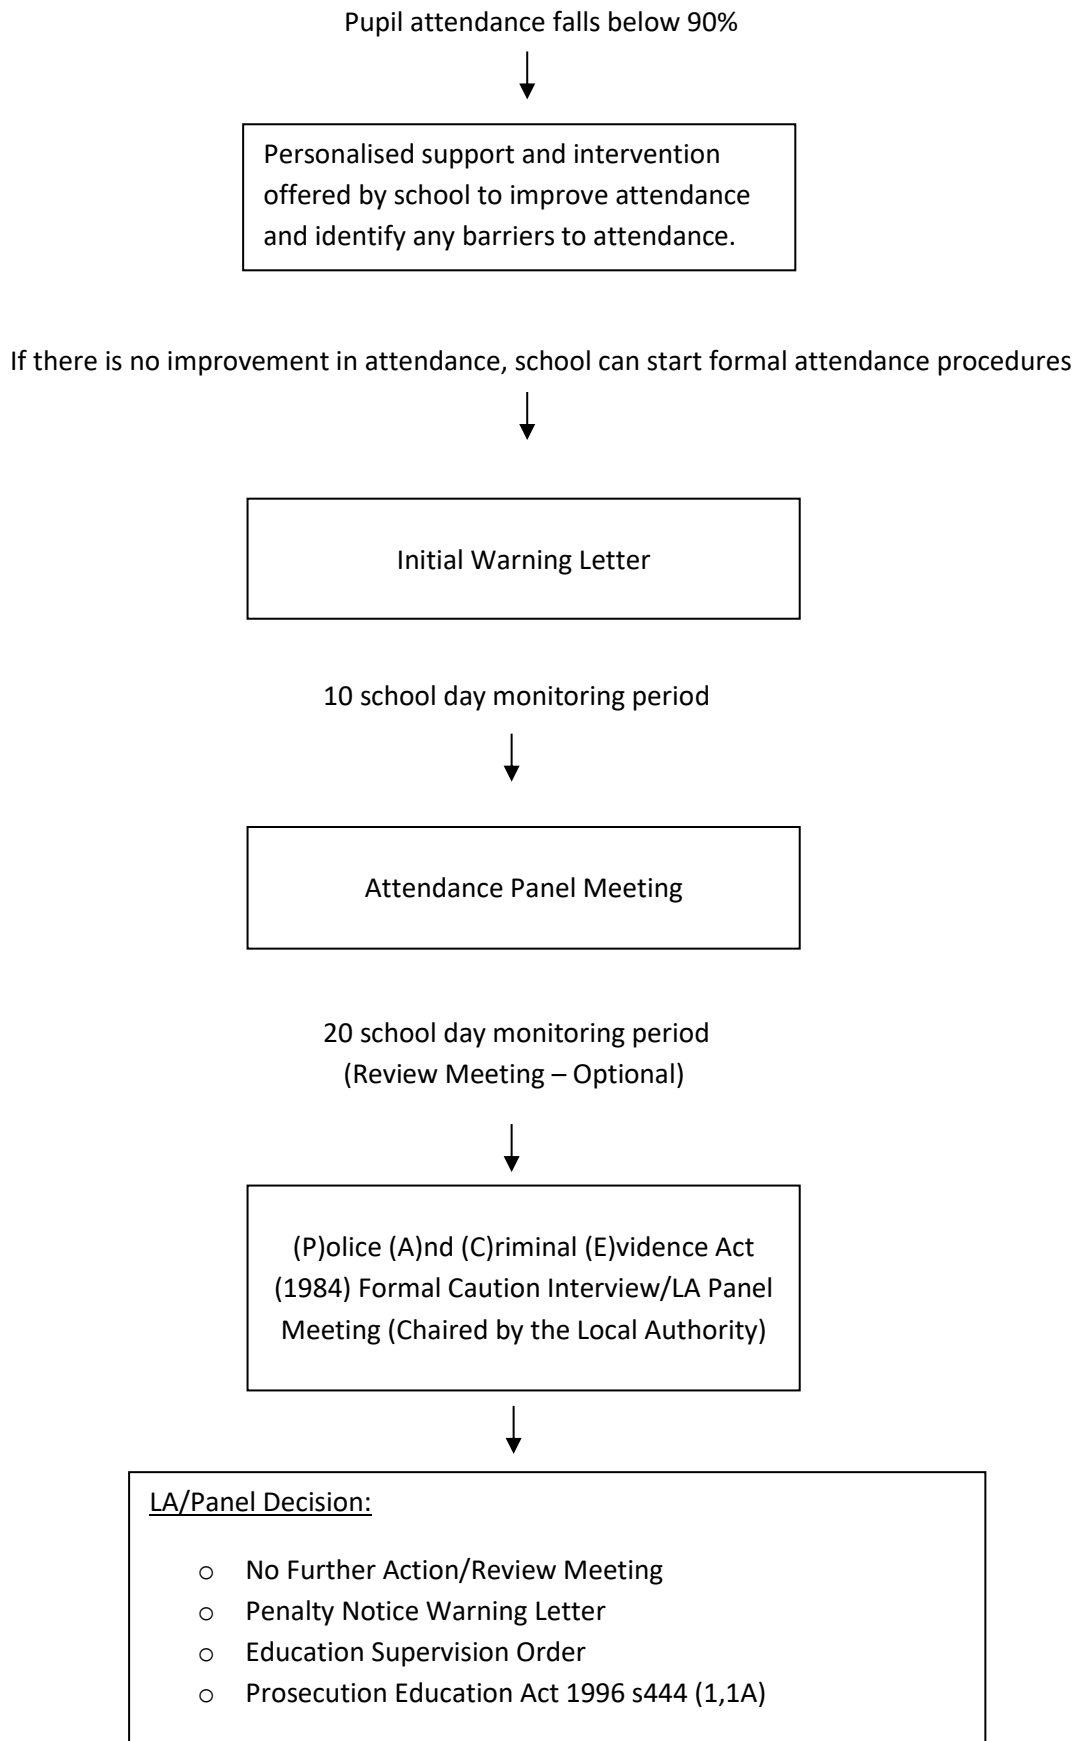 Pupil attendance falls below 90%
Personalised support and intervention
offered by school to improve attendance
and identify any barriers to attendance.
If there is no improvement in attendance, school can start formal attendance procedures
Initial Warning Letter
10 school day monitoring period
Attendance Panel Meeting
20 school day monitoring period
(Review Meeting – Optional)
(P)olice (A)nd (C)riminal (E)vidence Act
(1984) Formal Caution Interview/LA Panel
Meeting (Chaired by the Local Authority)
LA/Panel Decision:
o No Further Action/Review Meeting
o Penalty Notice Warning Letter
o Education Supervision Order
o Prosecution Education Act 1996 s444 (1,1A)